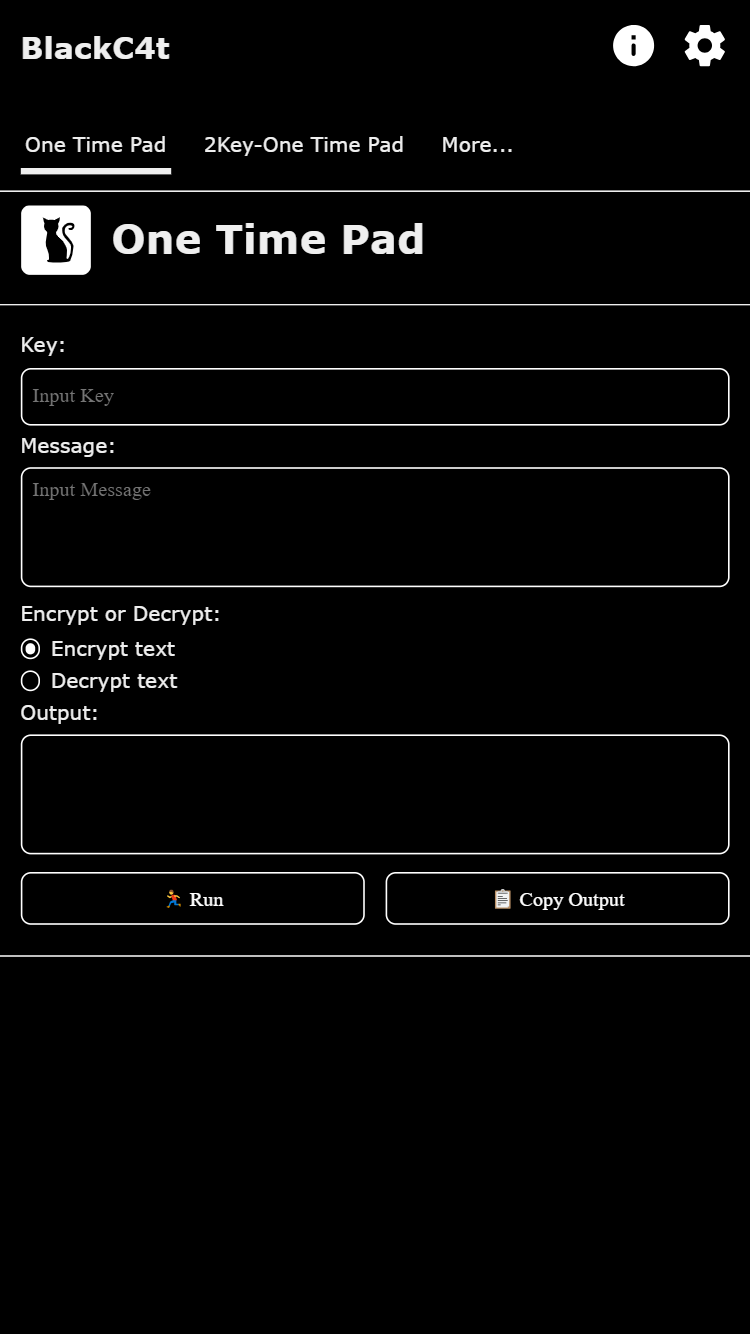 BlackC4t
One Time Pad 2Key-One Time Pad More...
One Time Pad
Key:
Input Key
Message:
Input Message
Encrypt or Decrypt:
Encrypt text
Decrypt text
Output:
🏃 Run 📋 Copy Output